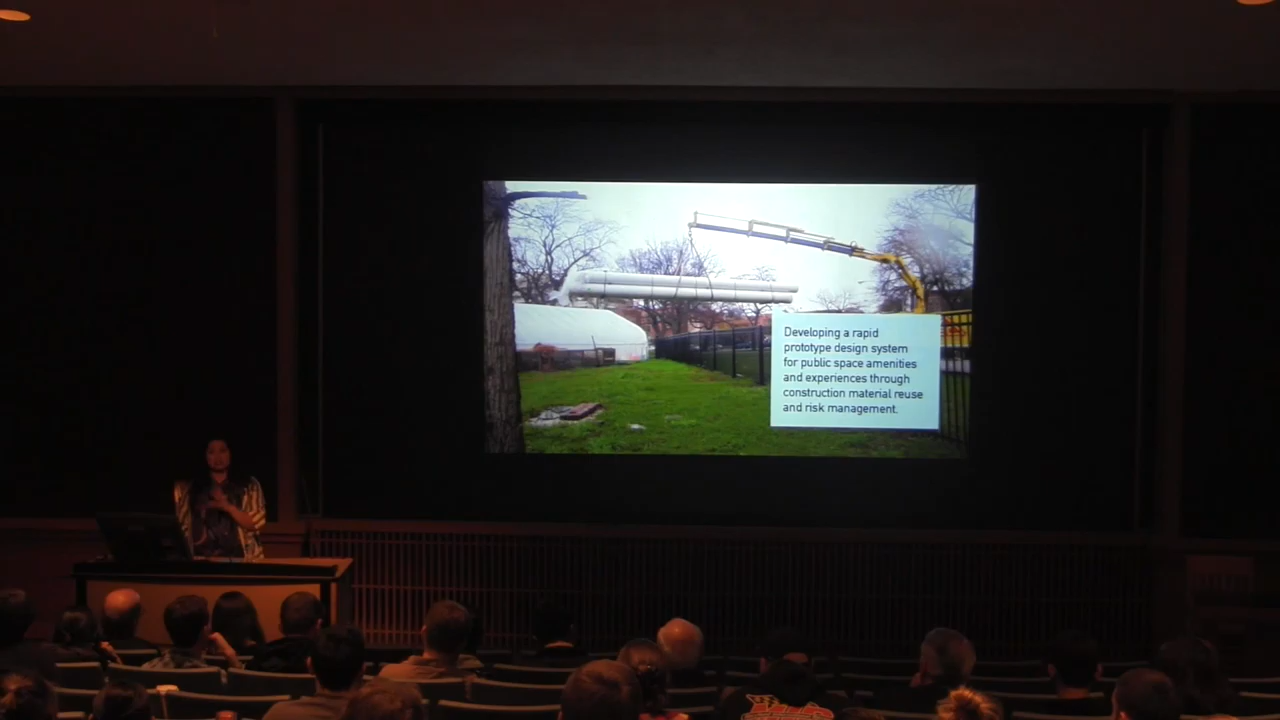 Developing a rapid
prototype design system
for public space amenities
and experiences through
construction material reuse
and risk management.